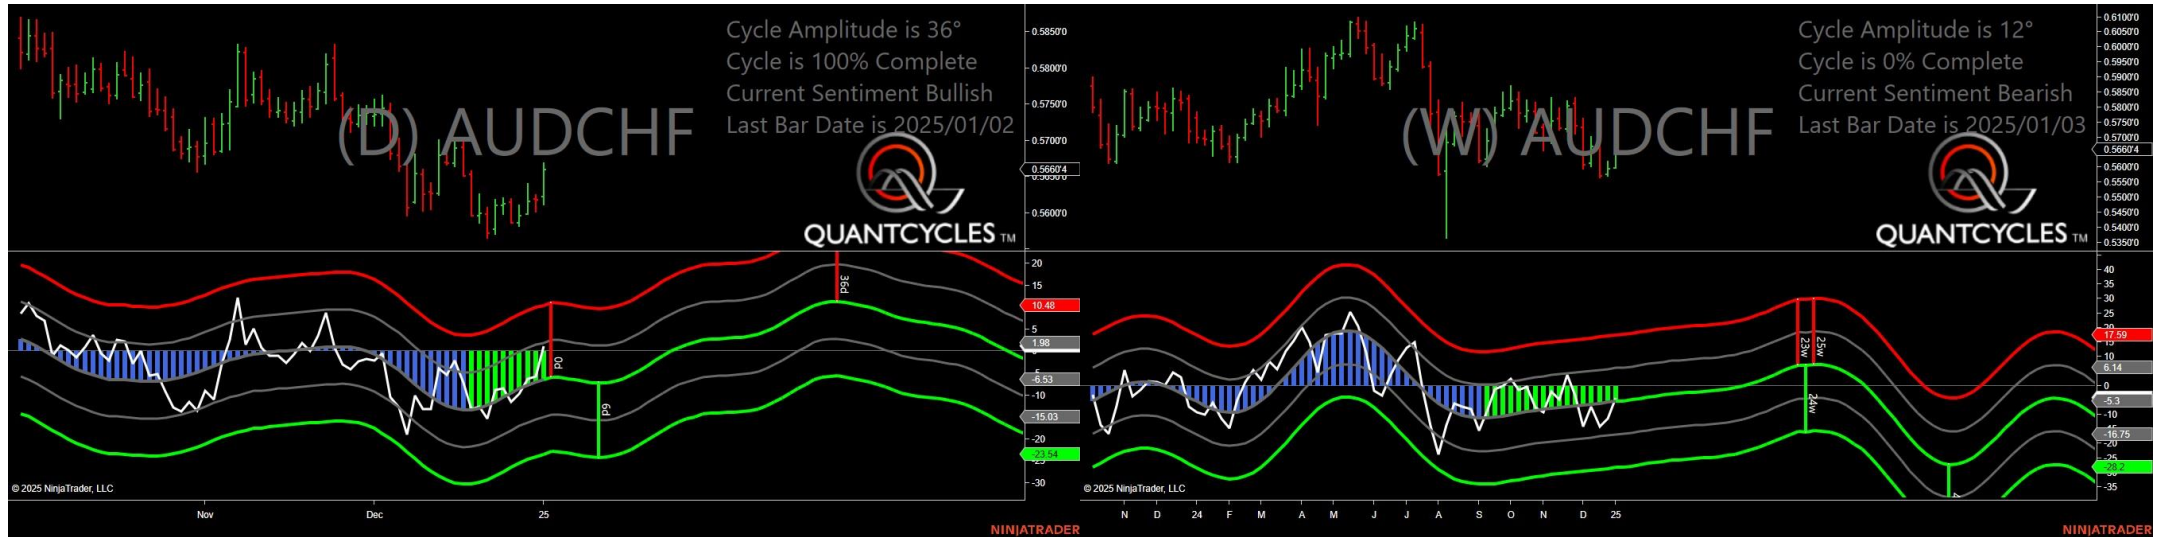 Cycle Amplitude is 36°
Cycle is 100% Complete
Current Sentiment Bullish
Last Bar Date is 2025/01/02
(D) AUDCHF
QUANTCYCLES TM
0.5850'0
0.5800'0
0.5750'0
0.5700'0
0.5660'4
0.5600'0
20
15
10.48
5
1.98
-6.53
-10
-15.03
-20
-23.54
-30
36d
0d
6d
© 2025 NinjaTrader, LLC
Nov
Dec
25
NINJATRADER
Cycle Amplitude is 12°
Cycle is 0% Complete
Current Sentiment Bearish
Last Bar Date is 2025/01/03
(W) AUDCHF
QUANTCYCLES TM
0.6100'0
0.6050'0
0.6000'0
0.5950'0
0.5900'0
0.5850'0
0.5800'0
0.5750'0
0.5700'0
0.5660'4
0.5600'0
0.5550'0
0.5500'0
0.5450'0
0.5400'0
0.5350'0
40
35
30
25
17.59
10
6.14
0
-5.3
-10
-16.75
-28.2
-35
23w
25w
24w
© 2025 NinjaTrader, LLC
N
D
24
F
M
A
M
J
J
A
S
O
N
D
25
NINJATRADER